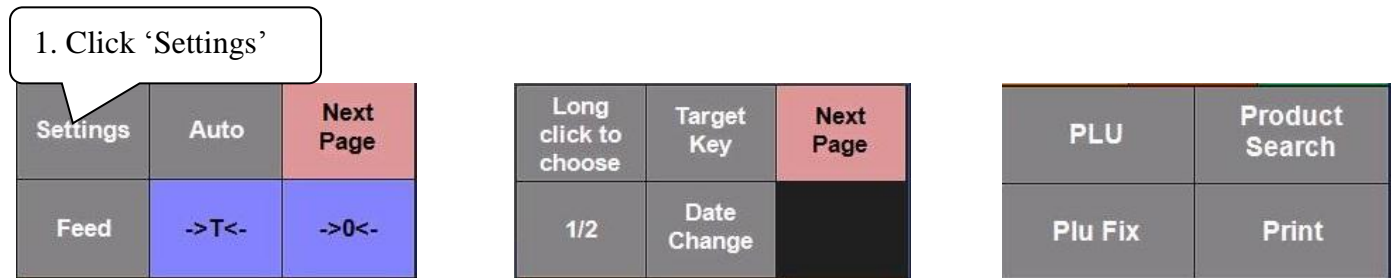 1. Click ‘Settings’
Settings
Auto
Next
Page
Feed
->T<-
->0<-
Long
click to
choose
Target
Key
Next
Page
1/2
Date
Change
PLU
Product
Search
Plu Fix
Print